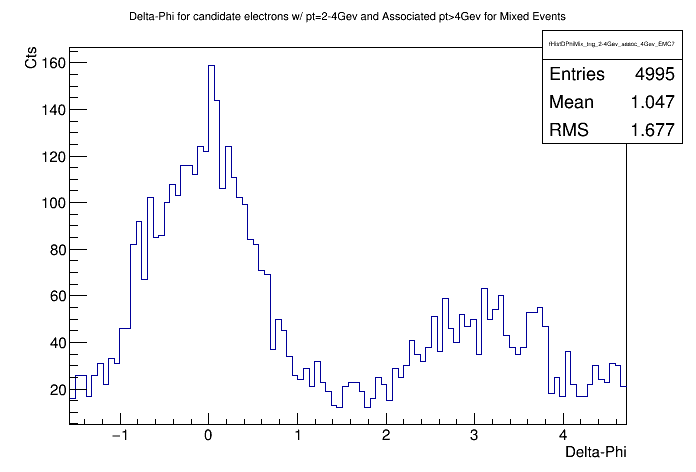 Delta-Phi for candidate electrons w/ pt=2-4Gev and Associated pt>4Gev for Mixed Events
fHistDPhiMix_trig_2-4Gev_assoc_4Gev_EMC7
Entries 4995
Mean 1.047
RMS 1.677
Cts
160
140
120
100
80
60
40
20
−1 0 1 2 3 4
Delta-Phi